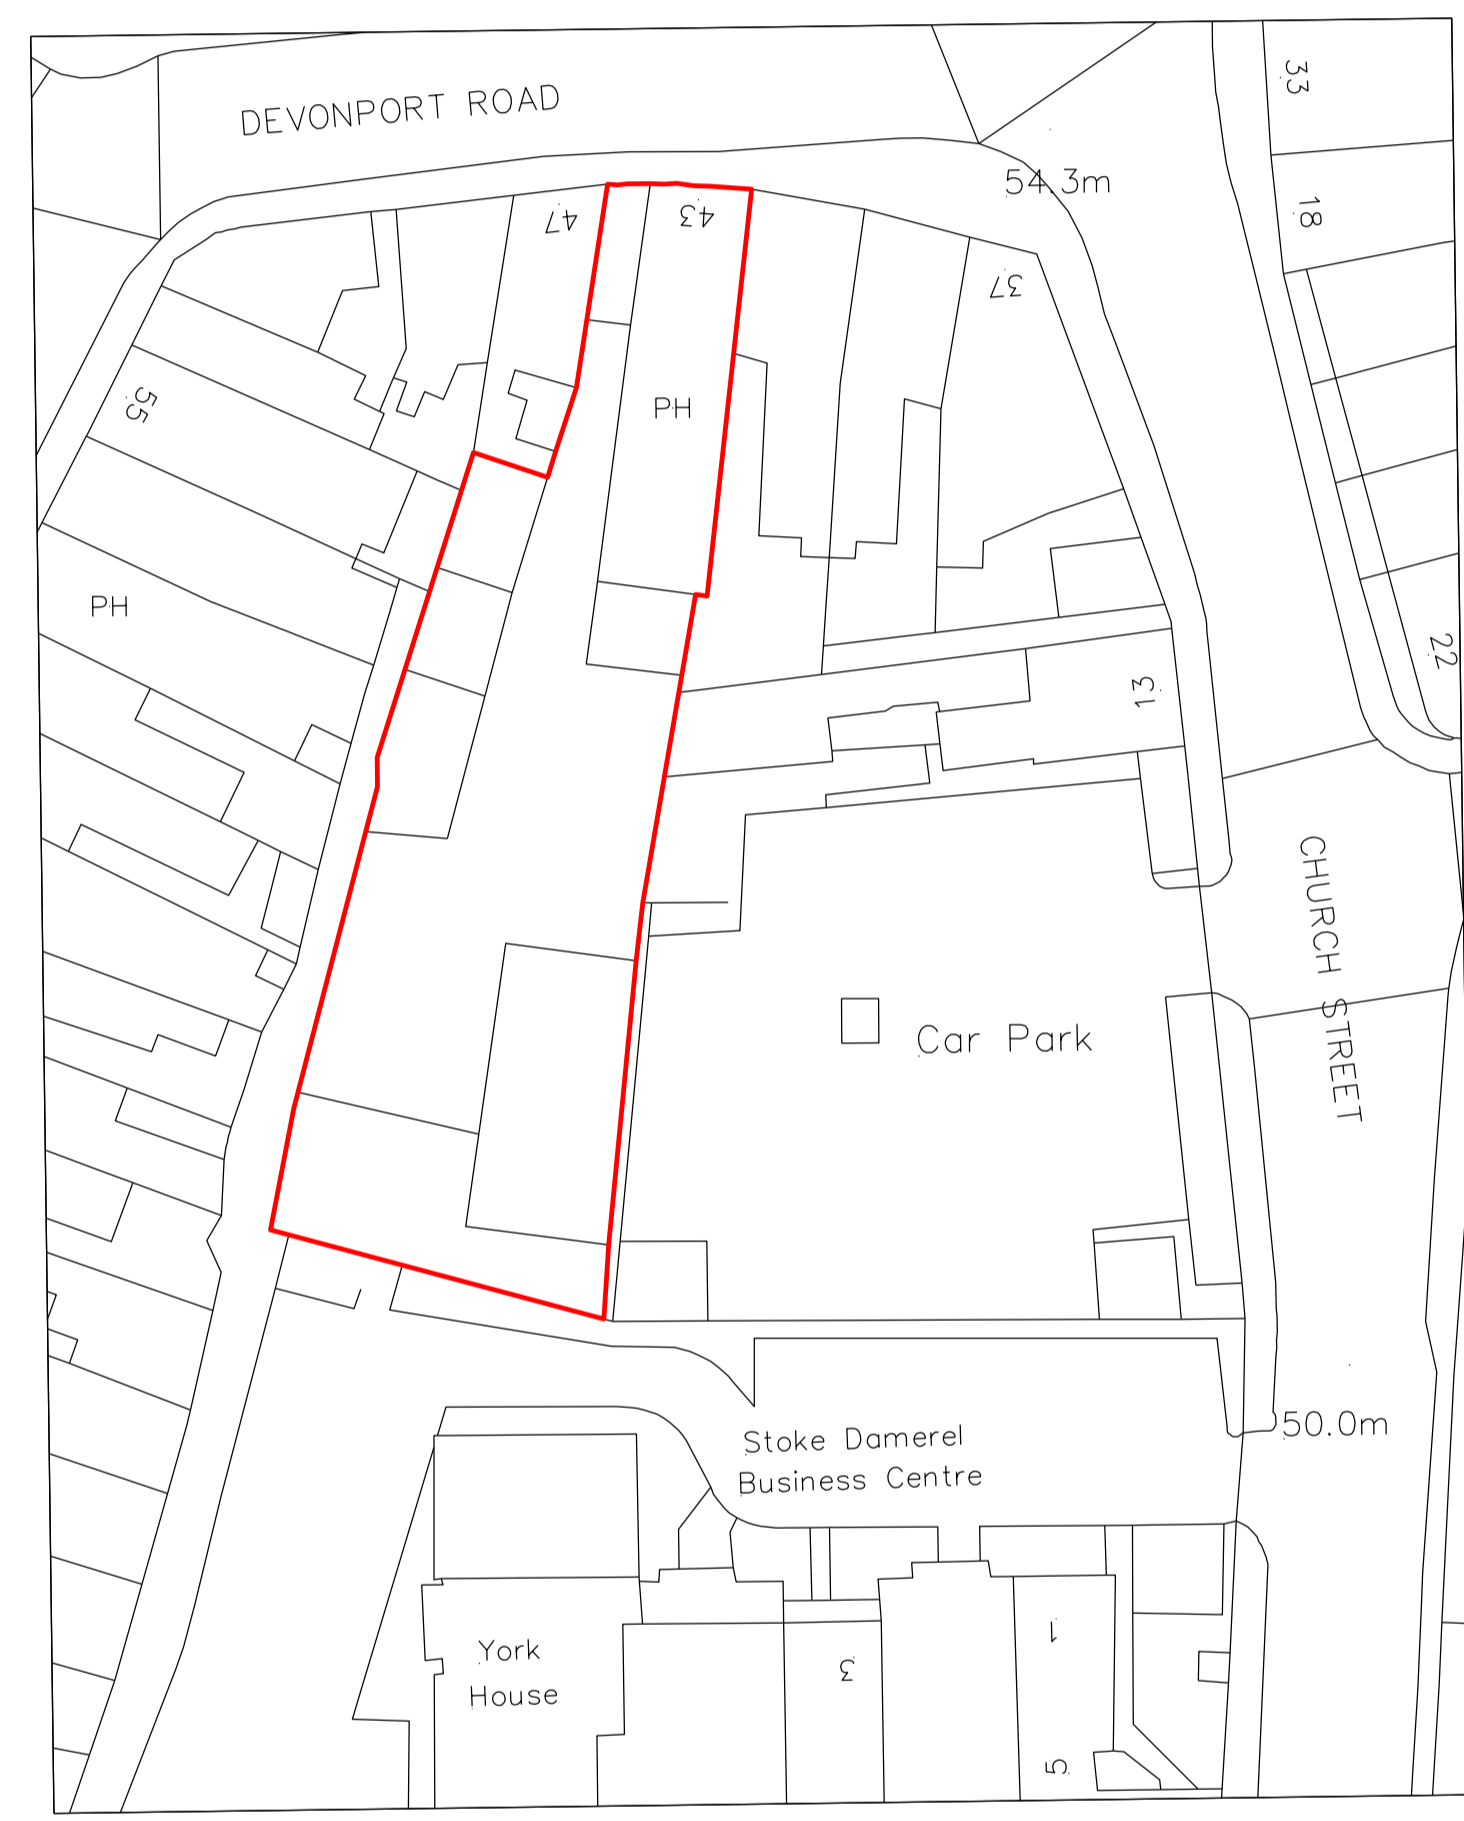 DEVONPORT ROAD
33
54.3m
18
47
43
37
55
PH
PH
22
13
CHURCH STREET
Car Park
50.0m
Stoke Damerel
Business Centre
York
House
1
3
5